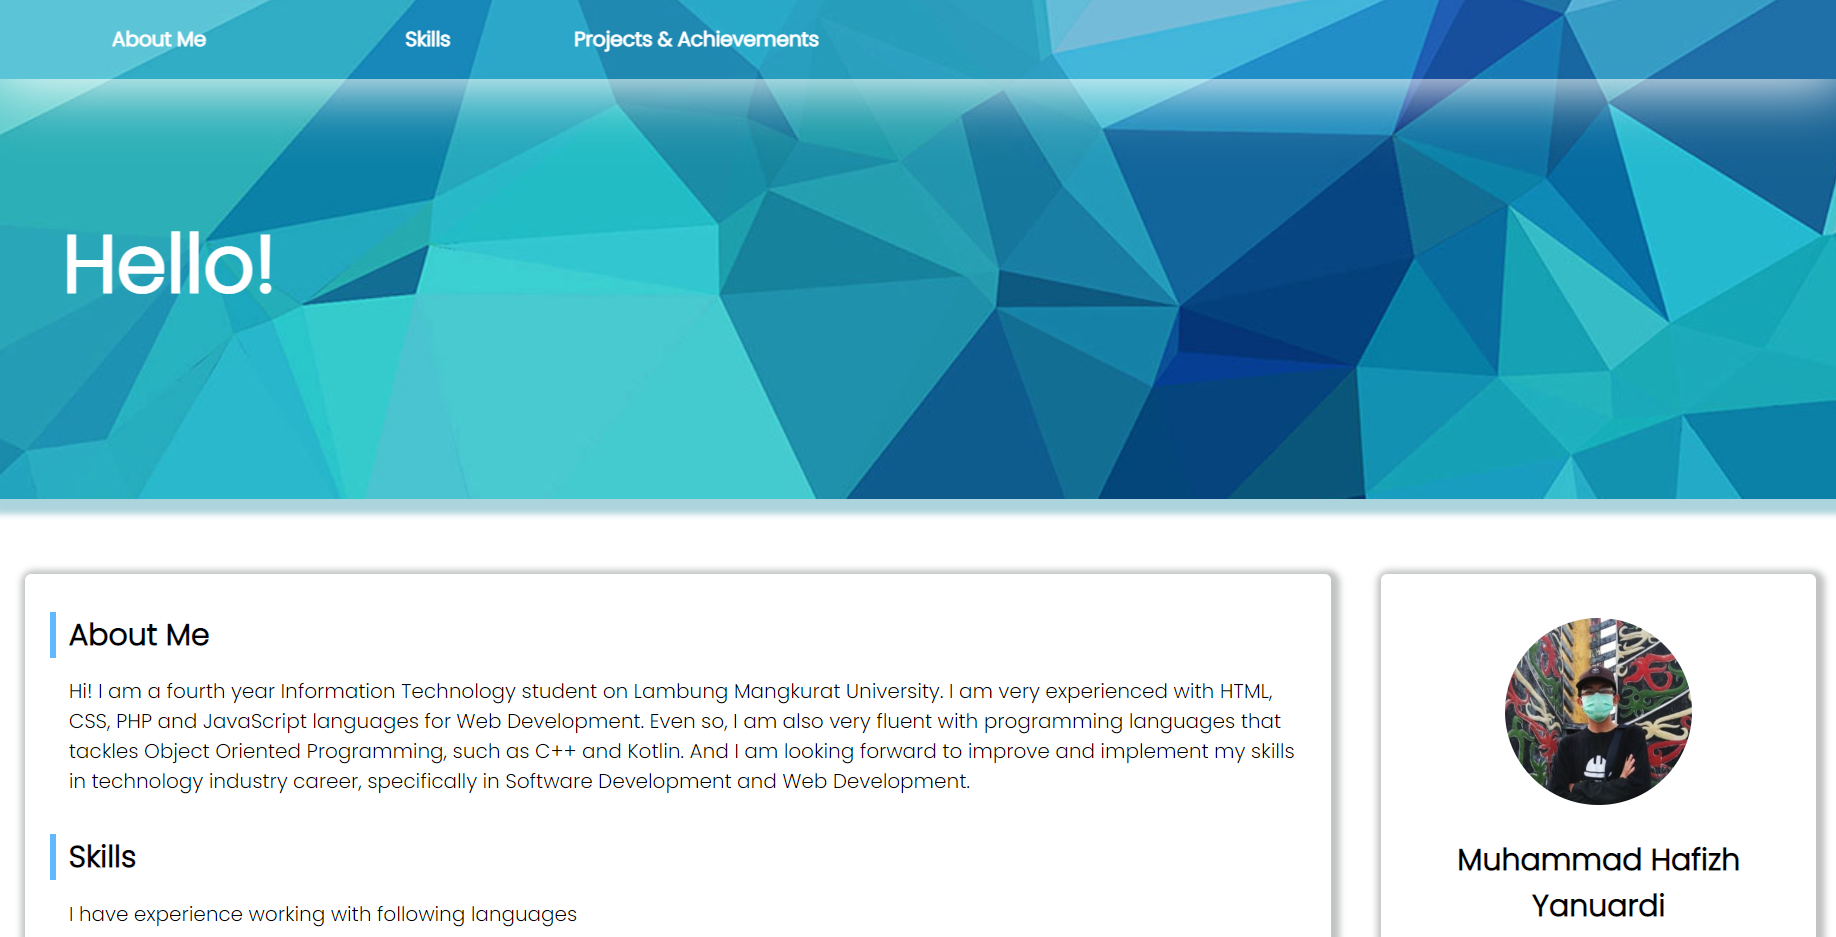 About Me Skills Projects & Achievements
Hello!
About Me
Hi! I am a fourth year Information Technology student on Lambung Mangkurat University. I am very experienced with HTML,
CSS, PHP and JavaScript languages for Web Development. Even so, I am also very fluent with programming languages that
tackles Object Oriented Programming, such as C++ and Kotlin. And I am looking forward to improve and implement my skills
in technology industry career, specifically in Software Development and Web Development.
Skills
I have experience working with following languages
Muhammad Hafizh
Yanuardi